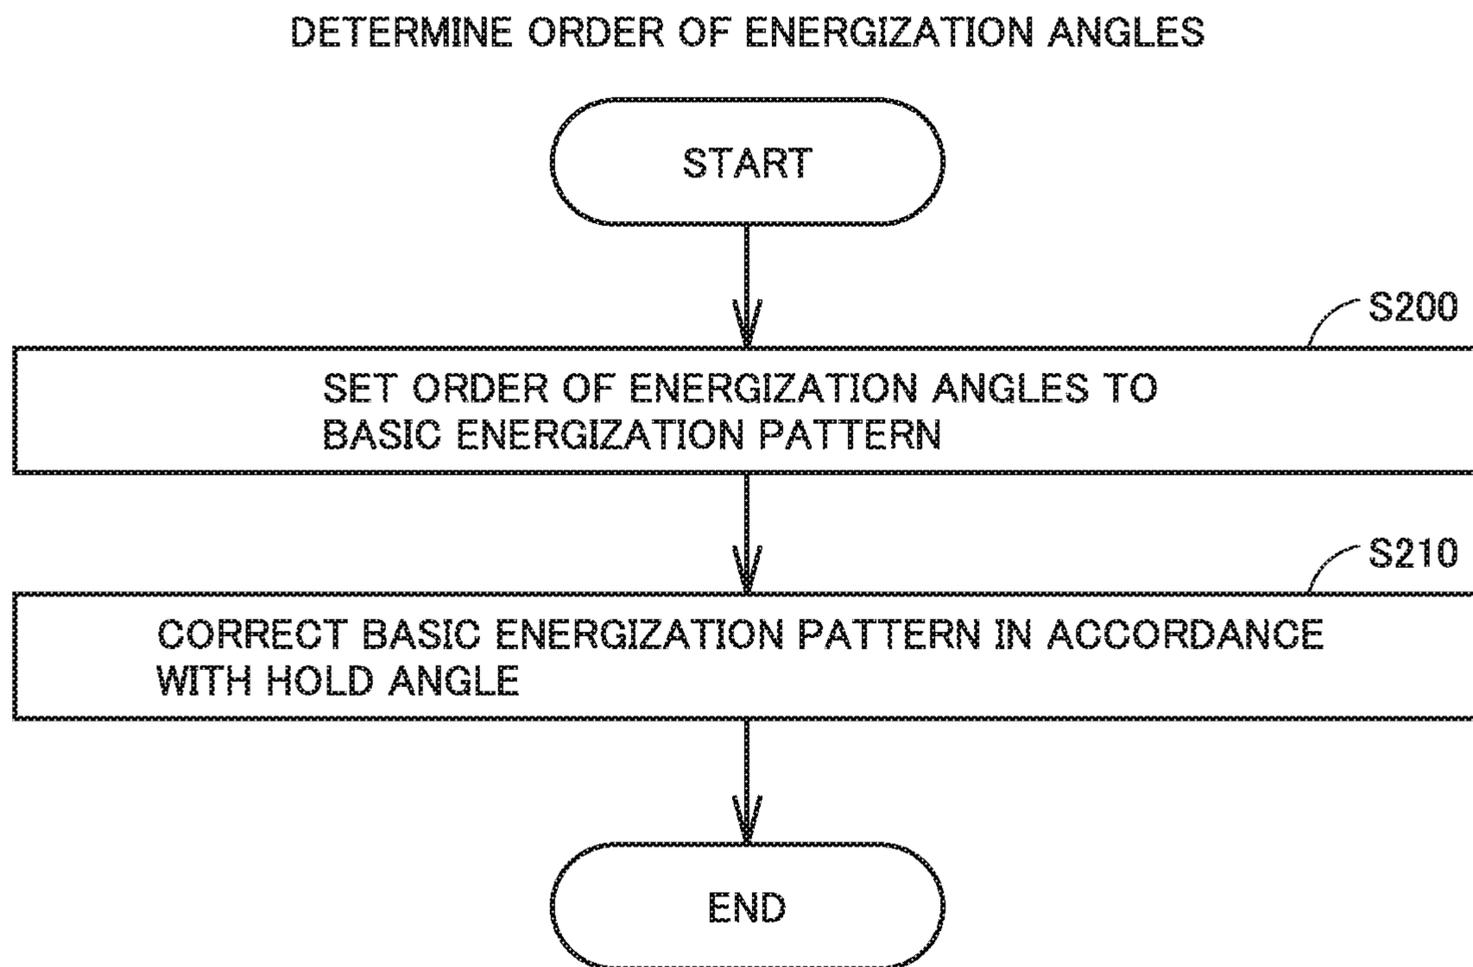 DETERMINE ORDER OF ENERGIZATION ANGLES
START
S200
SET ORDER OF ENERGIZATION ANGLES TO
BASIC ENERGIZATION PATTERN
S210
CORRECT BASIC ENERGIZATION PATTERN IN ACCORDANCE
WITH HOLD ANGLE
END